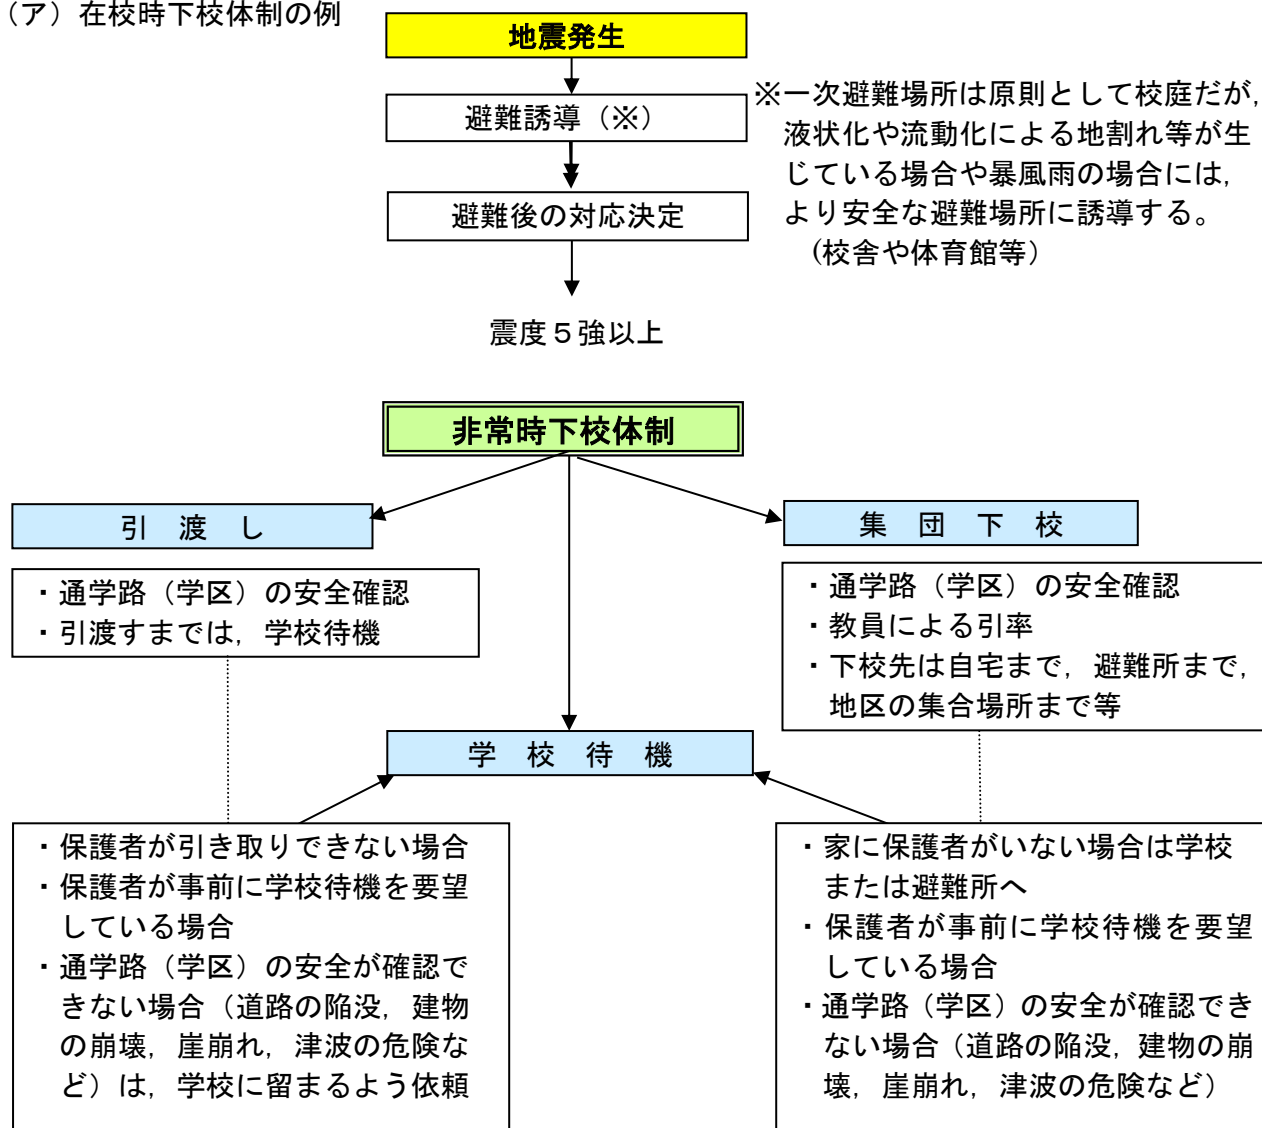 （ア）在校時下校体制の例
地震発生
避難誘導（※）
※一次避難場所は原則として校庭だが，
液状化や流動化による地割れ等が生
じている場合や暴風雨の場合には，
より安全な避難場所に誘導する。
（校舎や体育館等）
避難後の対応決定
震度５強以上
非常時下校体制
引　渡　し
・通学路（学区）の安全確認
・引渡すまでは，学校待機
集　団　下　校
・通学路（学区）の安全確認
・教員による引率
・下校先は自宅まで，避難所まで，
地区の集合場所まで等
学　校　待　機
・保護者が引き取りできない場合
・保護者が事前に学校待機を要望
している場合
・通学路（学区）の安全が確認で
きない場合（道路の陥没，建物
の崩壊，崖崩れ，津波の危険な
ど）は，学校に留まるよう依頼
・家に保護者がいない場合は学校
または避難所へ
・保護者が事前に学校待機を要望
している場合
・通学路（学区）の安全が確認でき
ない場合（道路の陥没，建物の崩
壊，崖崩れ，津波の危険など）